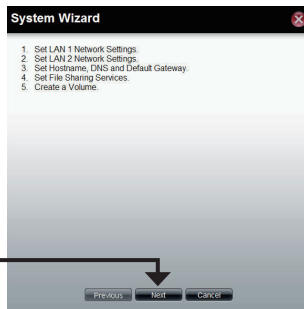 System Wizard
1. Set LAN 1 Network Settings.
2. Set LAN 2 Network Settings.
3. Set Hostname, DNS and Default Gateway.
4. Set File Sharing Services.
5. Create a Volume.
Previous Next Cancel